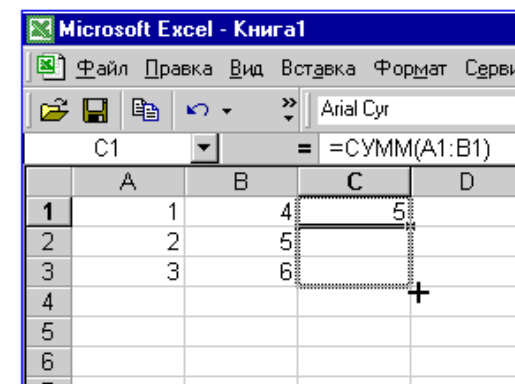 Microsoft Excel - Книга1
Файл Правка Вид Вставка Формат Серви
Arial Cyr
C1 = =СУММ(A1:B1)
A B C D
1 1 4 5
2 2 5
3 3 6
4
5
6